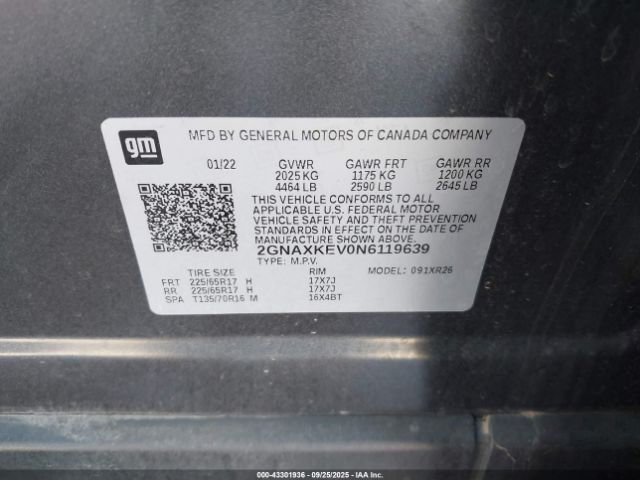 gm
MFD BY GENERAL MOTORS OF CANADA COMPANY
01/22 GVWR GAWR FRT GAWR RR
2025 KG 1175 KG 1200 KG
4464 LB 2590 LB 2645 LB
THIS VEHICLE CONFORMS TO ALL
APPLICABLE U.S. FEDERAL MOTOR
VEHICLE SAFETY AND THEFT PREVENTION
STANDARDS IN EFFECT ON THE DATE OF
MANUFACTURE SHOWN ABOVE.
2GNAXKEV0N6119639
TYPE: M.P.V. MODEL: 091XR26
TIRE SIZE RIM
FRT 225/65R17 H 17X7J
RR 225/65R17 H 17X7J
SPA T135/70R16 M 16X4BT
000-43301936 - 09/25/2025 - IAA Inc.